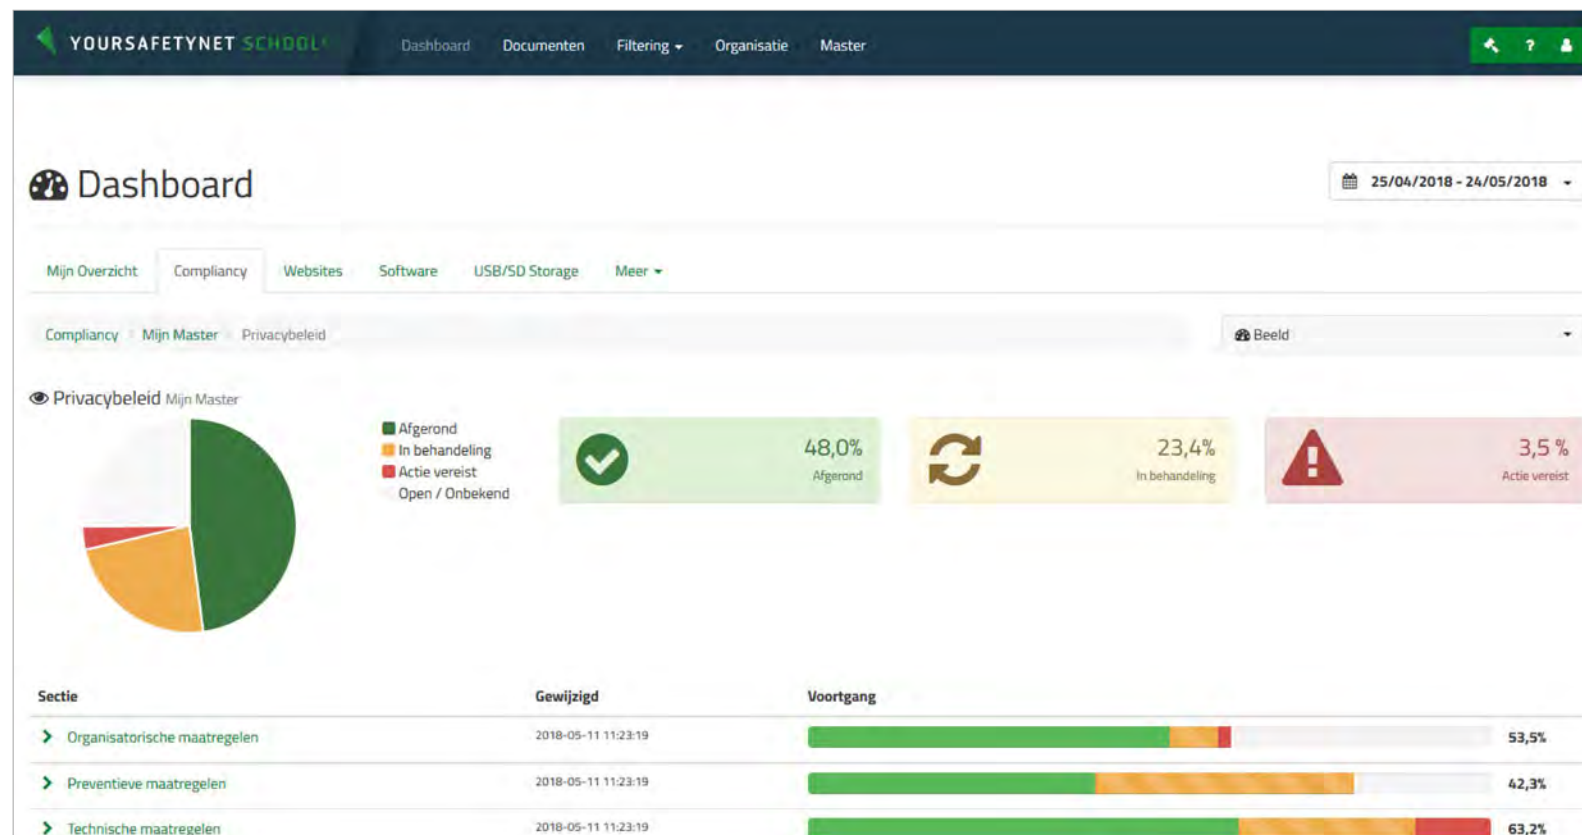 YOURSAFETYNET SCHOOL Dashboard Documenten Filtering Organisatie Master ?
Dashboard
25/04/2018 - 24/05/2018
Mijn Overzicht Compliancy Websites Software USB/SD Storage Meer
Compliancy Mijn Master Privacybeleid
Beeld
Privacybeleid Mijn Master
Afgerond
In behandeling
Actie vereist
Open / Onbekend
48,0%
Afgerond
23,4%
In behandeling
3,5 %
Actie vereist
Sectie Gewijzigd Voortgang
Organisatorische maatregelen 2018-05-11 11:23:19 53,5%
Preventieve maatregelen 2018-05-11 11:23:19 42,3%
Technische maatregelen 2018-05-11 11:23:19 63,2%